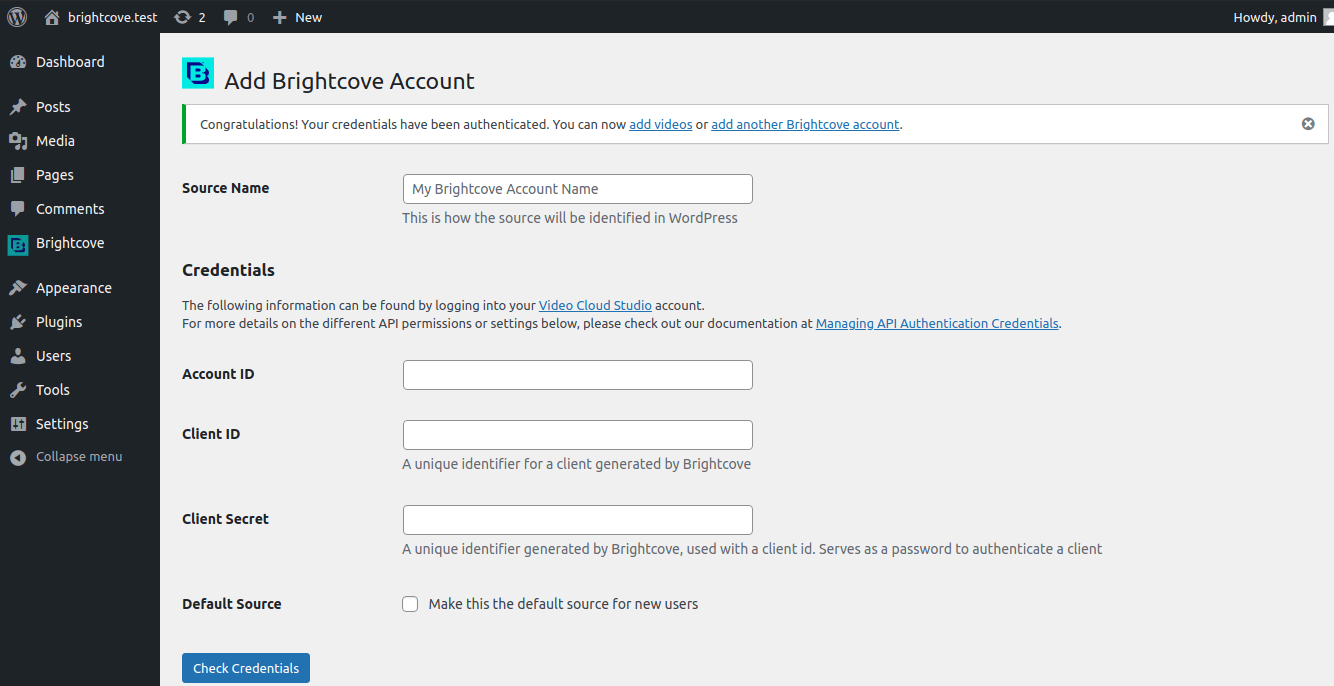 brightcove.test 2 0 New Howdy, admin
Dashboard
Posts
Media
Pages
Comments
Brightcove
Appearance
Plugins
Users
Tools
Settings
Collapse menu
Add Brightcove Account
Congratulations! Your credentials have been authenticated. You can now add videos or add another Brightcove account.
Source Name
My Brightcove Account Name
This is how the source will be identified in WordPress
Credentials
The following information can be found by logging into your Video Cloud Studio account.
For more details on the different API permissions or settings below, please check out our documentation at Managing API Authentication Credentials.
Account ID
Client ID
A unique identifier for a client generated by Brightcove
Client Secret
A unique identifier generated by Brightcove, used with a client id. Serves as a password to authenticate a client
Default Source
Make this the default source for new users
Check Credentials